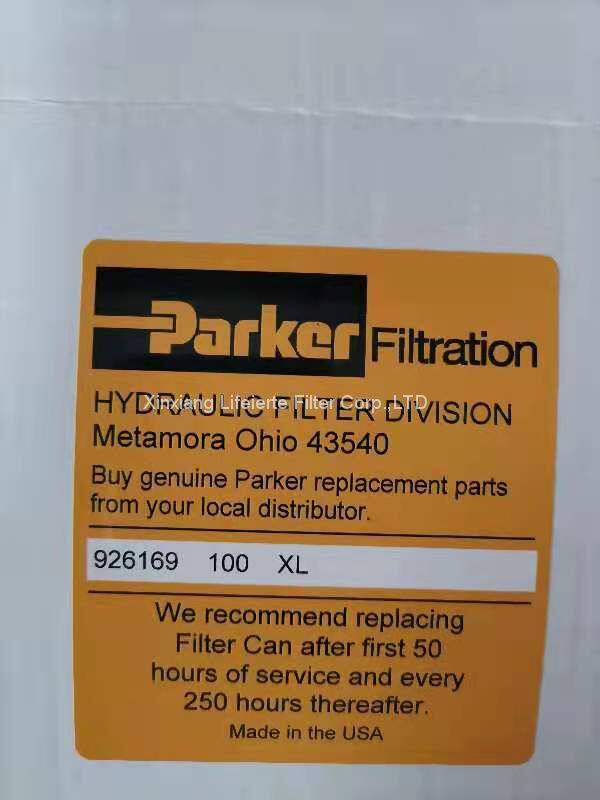 Parker Filtration
HYDRAULIC FILTER DIVISION
Xinxiang Lifeierte Filter Corp.,LTD
Metamora Ohio 43540
Buy genuine Parker replacement parts
from your local distributor.
926169 100 XL
We recommend replacing
Filter Can after first 50
hours of service and every
250 hours thereafter.
Made in the USA